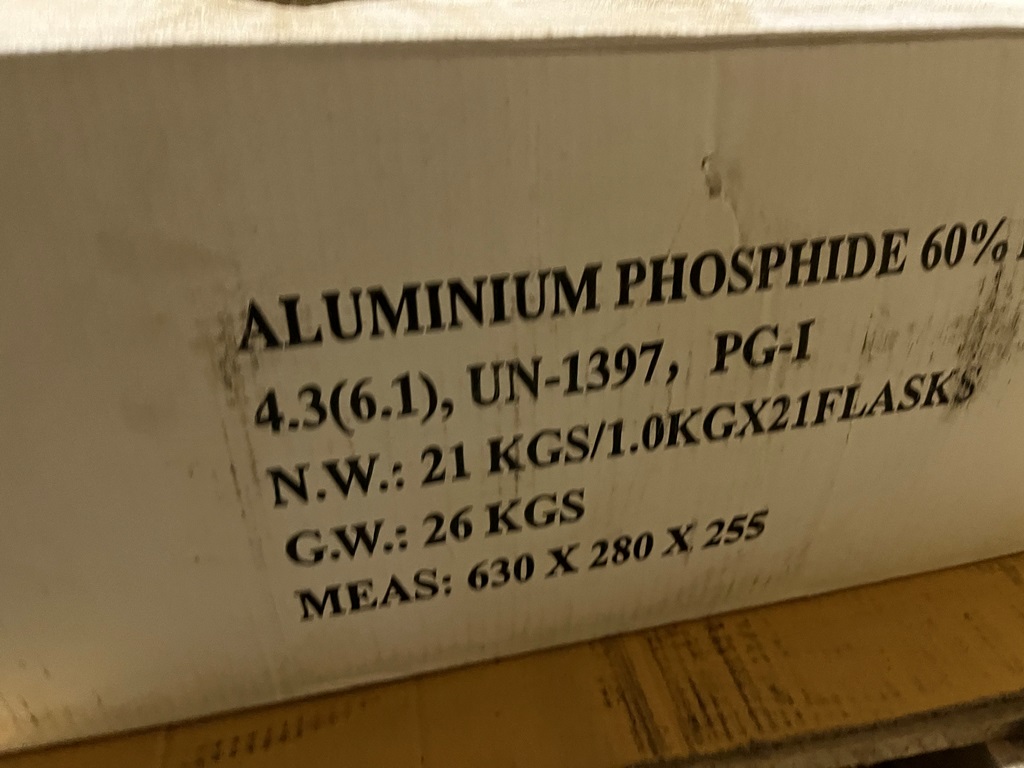 ALUMINIUM PHOSPHIDE 60%
4.3(6.1), UN-1397, PG-I
N.W.: 21 KGS/1.0KGX21FLASKS
G.W.: 26 KGS
MEAS: 630 X 280 X 255